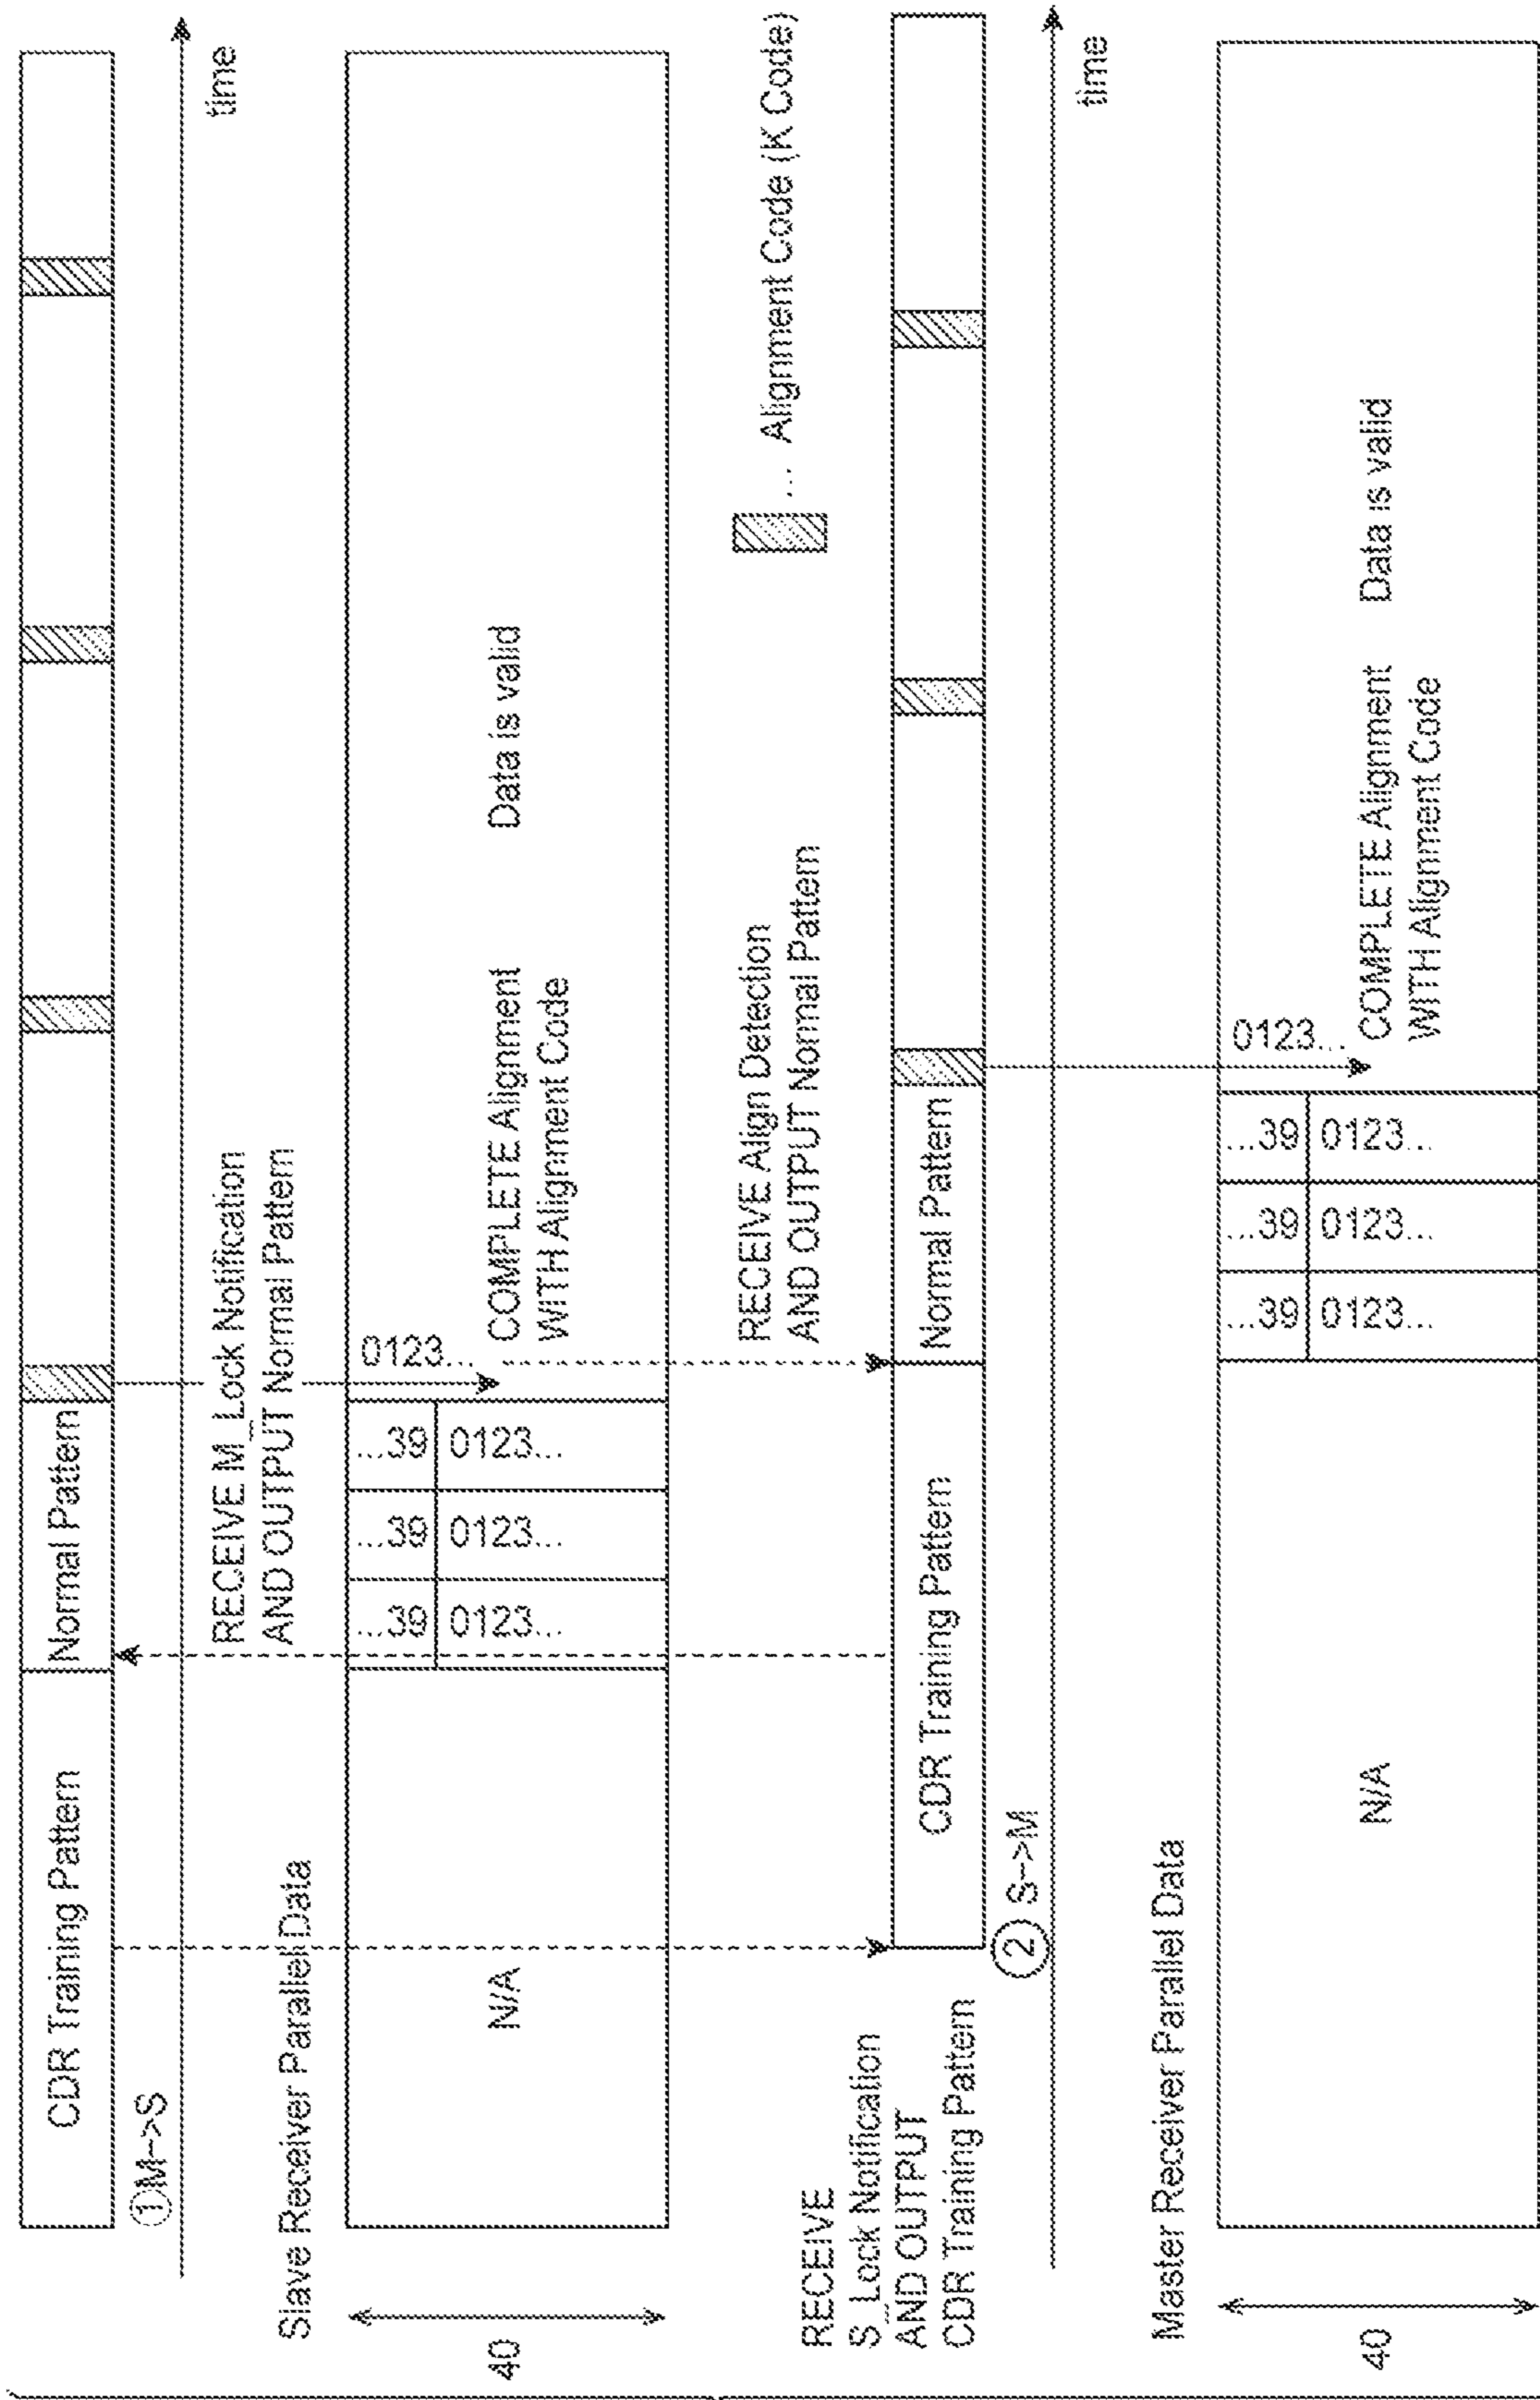 CDR Training Pattern
Normal Pattern
①M->S
time
RECEIVE M_Lock Notification
AND OUTPUT Normal Pattern
Slave Receiver Parallel Data
40
N/A
...39
0123...
...39
0123...
...39
0123...
0123...
COMPLETE Alignment
WITH Alignment Code
Data is valid
RECEIVE Align Detection
AND OUTPUT Normal Pattern
... Alignment Code (K Code)
RECEIVE
S_Lock Notification
AND OUTPUT
CDR Training Pattern
CDR Training Pattern
Normal Pattern
② S->M
time
Master Receiver Parallel Data
40
N/A
...39
0123...
...39
0123...
...39
0123...
0123...
COMPLETE Alignment
WITH Alignment Code
Data is valid